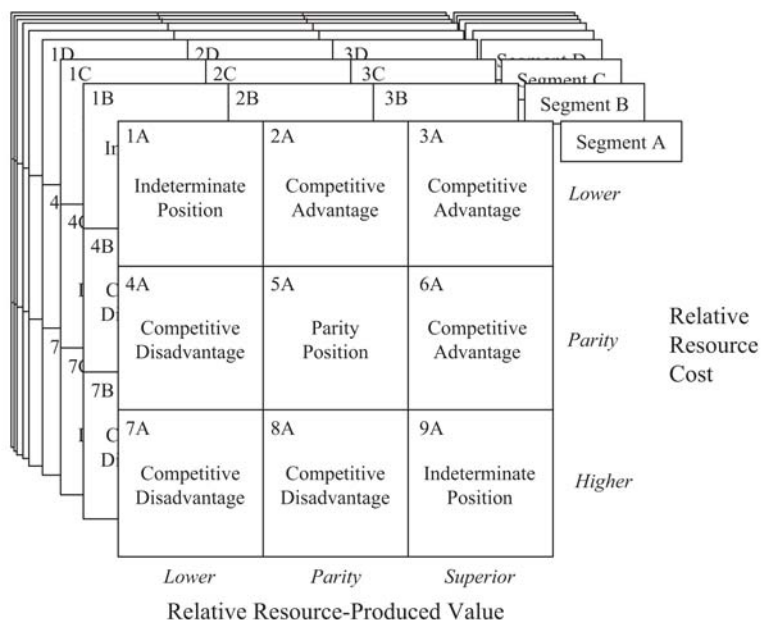 1D
2D
3D
Segment D
1C
2C
3C
Segment C
1B
2B
3B
Segment B
1A
2A
3A
Segment A
Indeterminate
Position
Competitive
Advantage
Competitive
Advantage
Lower
4C
4B
4A
5A
6A
Competitive
Disadvantage
Parity
Position
Competitive
Advantage
Parity
Relative
Resource
Cost
7C
7B
7A
8A
9A
Competitive
Disadvantage
Competitive
Disadvantage
Indeterminate
Position
Higher
Lower
Parity
Superior
Relative Resource-Produced Value